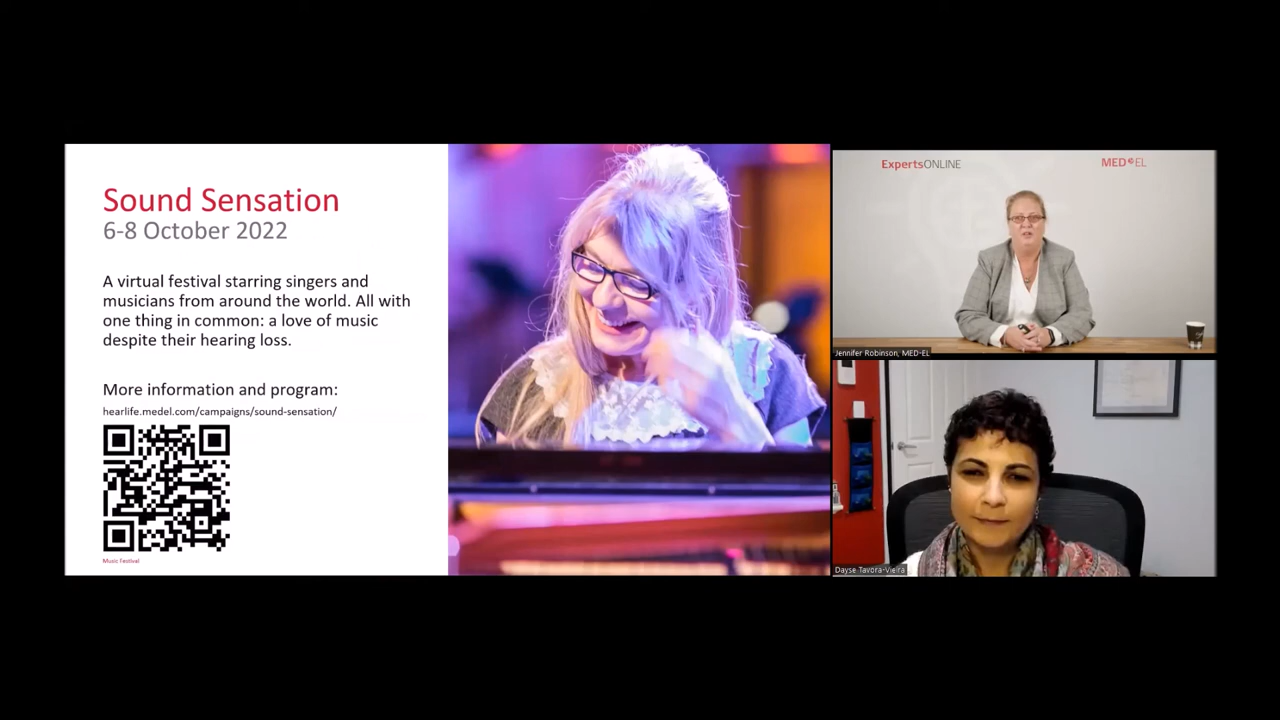 Sound Sensation
6-8 October 2022
A virtual festival starring singers and
musicians from around the world. All with
one thing in common: a love of music
despite their hearing loss.
More information and program:
hearlife.medel.com/campaigns/sound-sensation/
Music Festival
ExpertsONLINE
MED EL
Jennifer Robinson, MED-EL
Dayse Tavora-Vieira